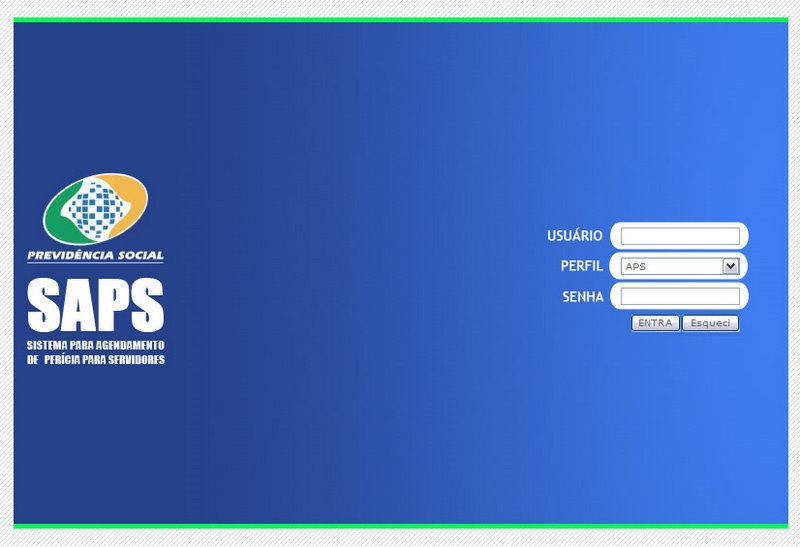 PREVIDÊNCIA SOCIAL
SAPS
SISTEMA PARA AGENDAMENTO
DE PERÍCIA PARA SERVIDORES
USUÁRIO
PERFIL APS
SENHA
ENTRA Esqueci